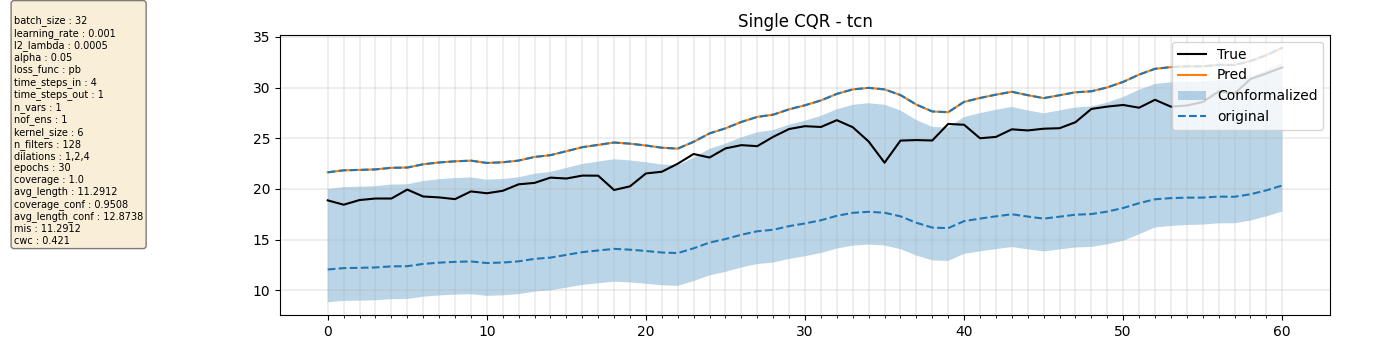 batch_size : 32
learning_rate : 0.001
l2_lambda : 0.0005
alpha : 0.05
loss_func : pb
time_steps_in : 4
time_steps_out : 1
n_vars : 1
nof_ens : 1
kernel_size : 6
n_filters : 128
dilations : 1,2,4
epochs : 30
coverage : 1.0
avg_length : 11.2912
coverage_conf : 0.9508
avg_length_conf : 12.8738
mis : 11.2912
cwc : 0.421
Single CQR - tcn
35
30
25
20
15
10
True
Pred
Conformalized
original
0 10 20 30 40 50 60